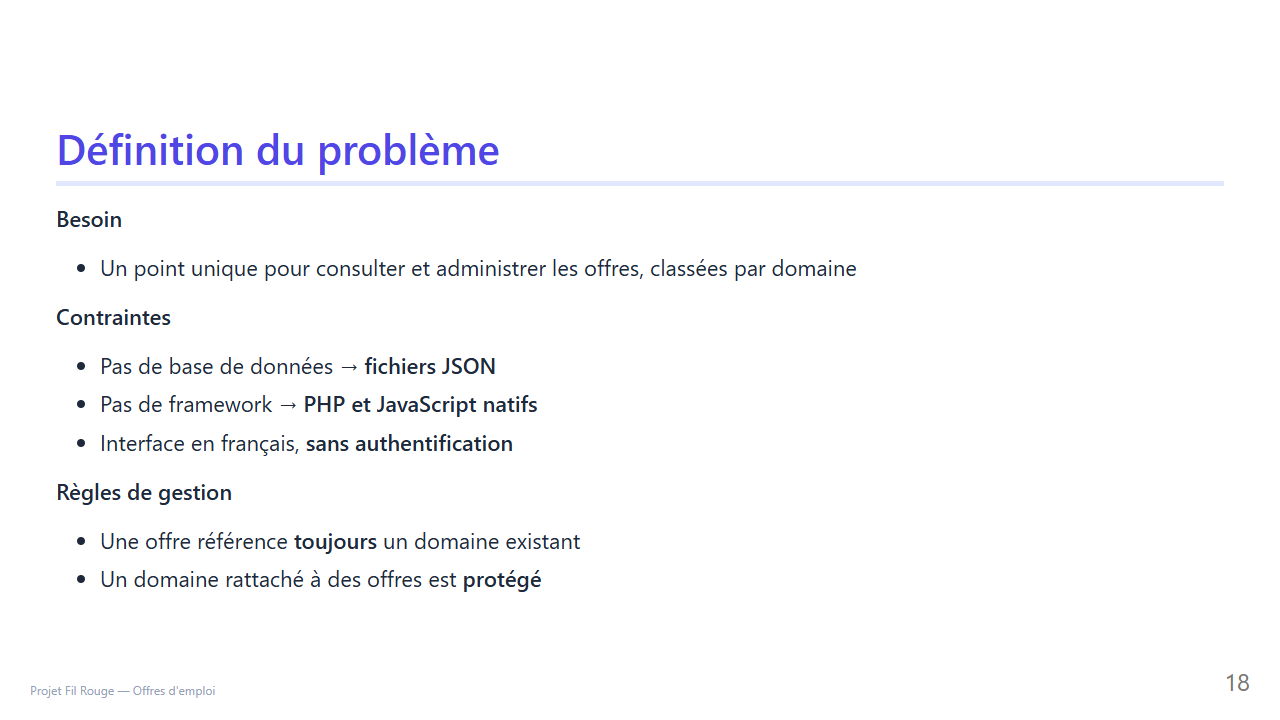 Définition du problème
Besoin
• Un point unique pour consulter et administrer les offres, classées par domaine
Contraintes
• Pas de base de données → fichiers JSON
• Pas de framework → PHP et JavaScript natifs
• Interface en français, sans authentification
Règles de gestion
• Une offre référence toujours un domaine existant
• Un domaine rattaché à des offres est protégé
Projet Fil Rouge — Offres d'emploi
18